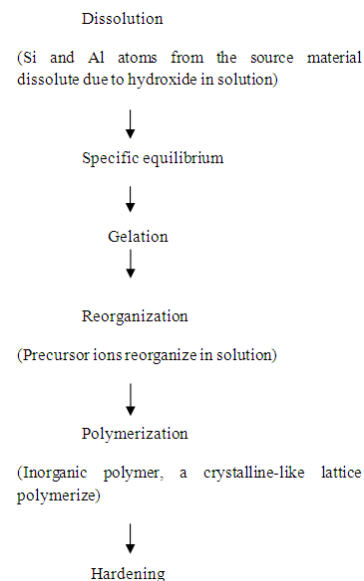 Dissolution
(Si and Al atoms from the source material
dissolute due to hydroxide in solution)
Specific equilibrium
Gelation
Reorganization
(Precursor ions reorganize in solution)
Polymerization
(Inorganic polymer, a crystalline-like lattice
polymerize)
Hardening